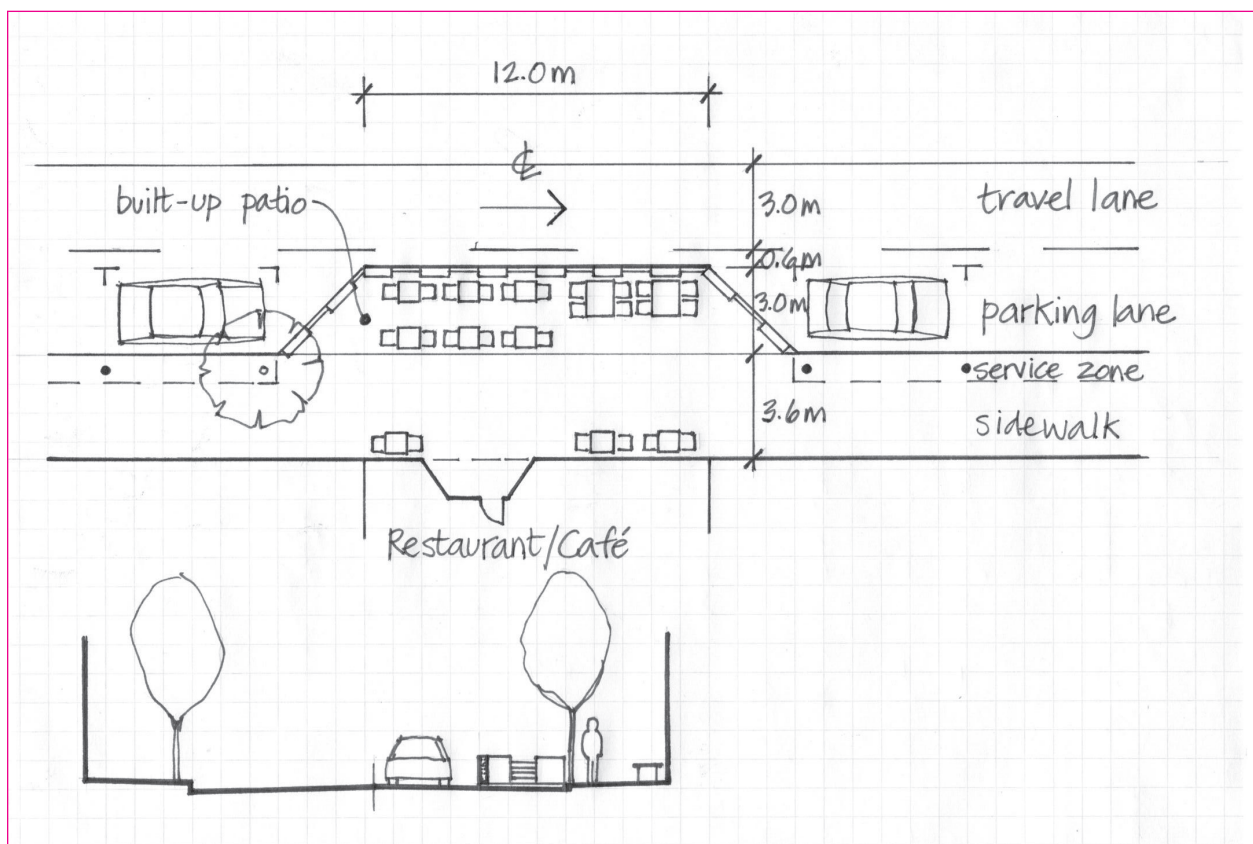 12.0m
℄
built-up patio
3.0m
travel lane
0.6m
3.0m
parking lane
service zone
3.6m
sidewalk
Restaurant/Café